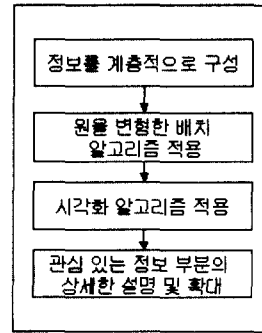 정보를 계층적으로 구성
원을 변형한 배치
알고리즘 적용
시각화 알고리즘 적용
관심 있는 정보 부분의
상세한 설명 및 확대